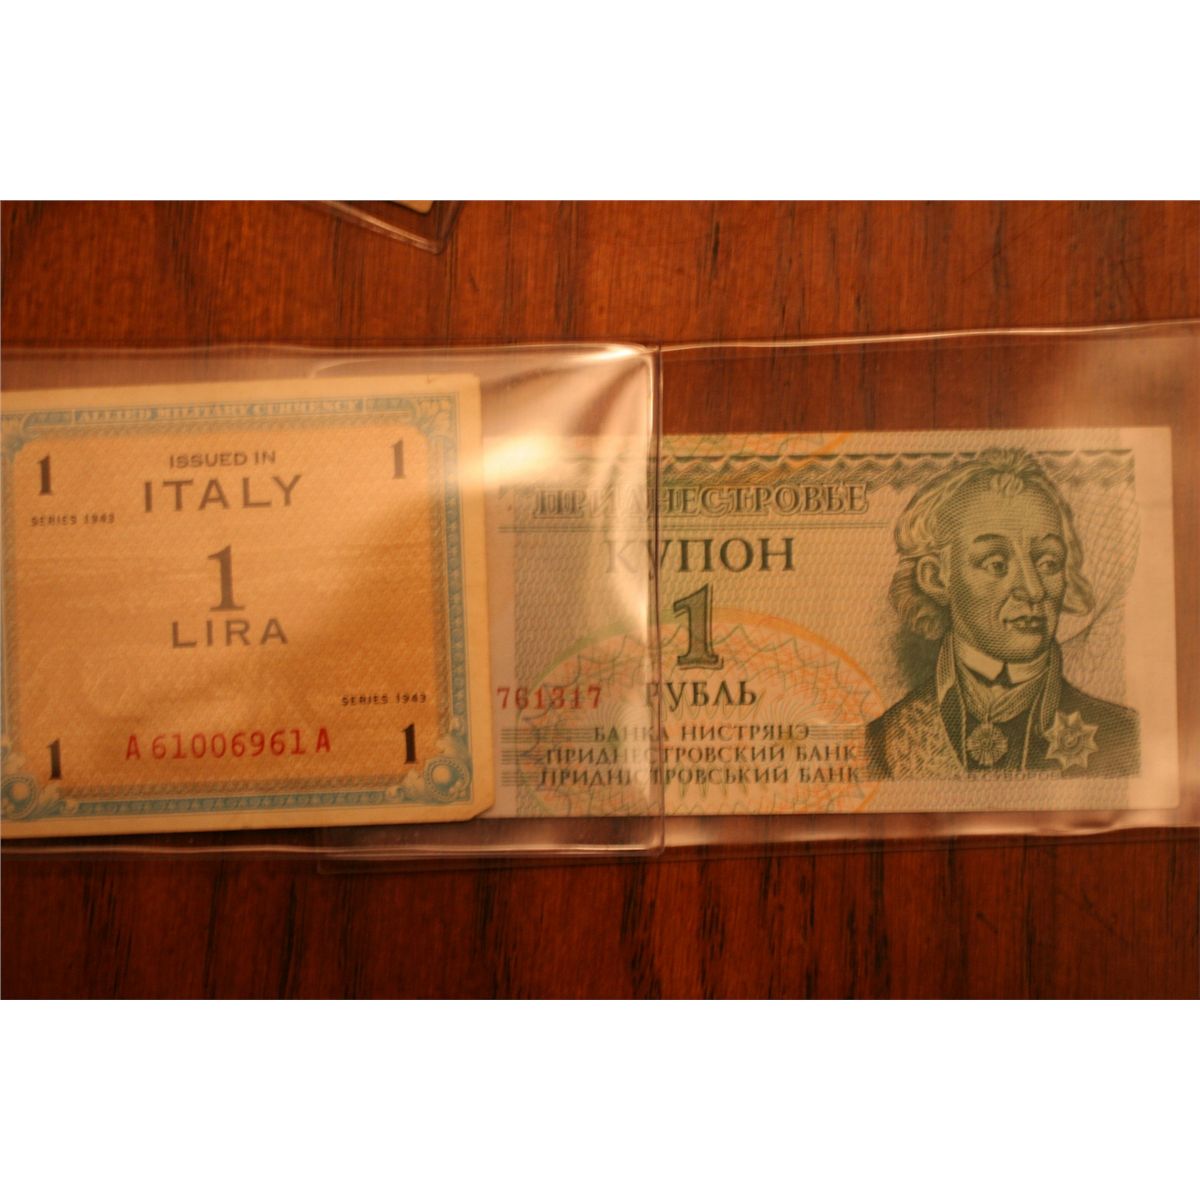 ALLIED MILITARY CURRENCY
1
1
ISSUED IN
ITALY
SERIES 1943
1
LIRA
SERIES 1943
1
A 61006961 A
1
ПРИДНЕСТРОВЬЕ
КУПОН
1
761317
РУБЛЬ
БАНКА НИСТРЯНЭ
ПРИДНЕСТРОВСКИЙ БАНК
ПРИДНІСТРОВСЬКИЙ БАНК
А.В.СУВОРОВ